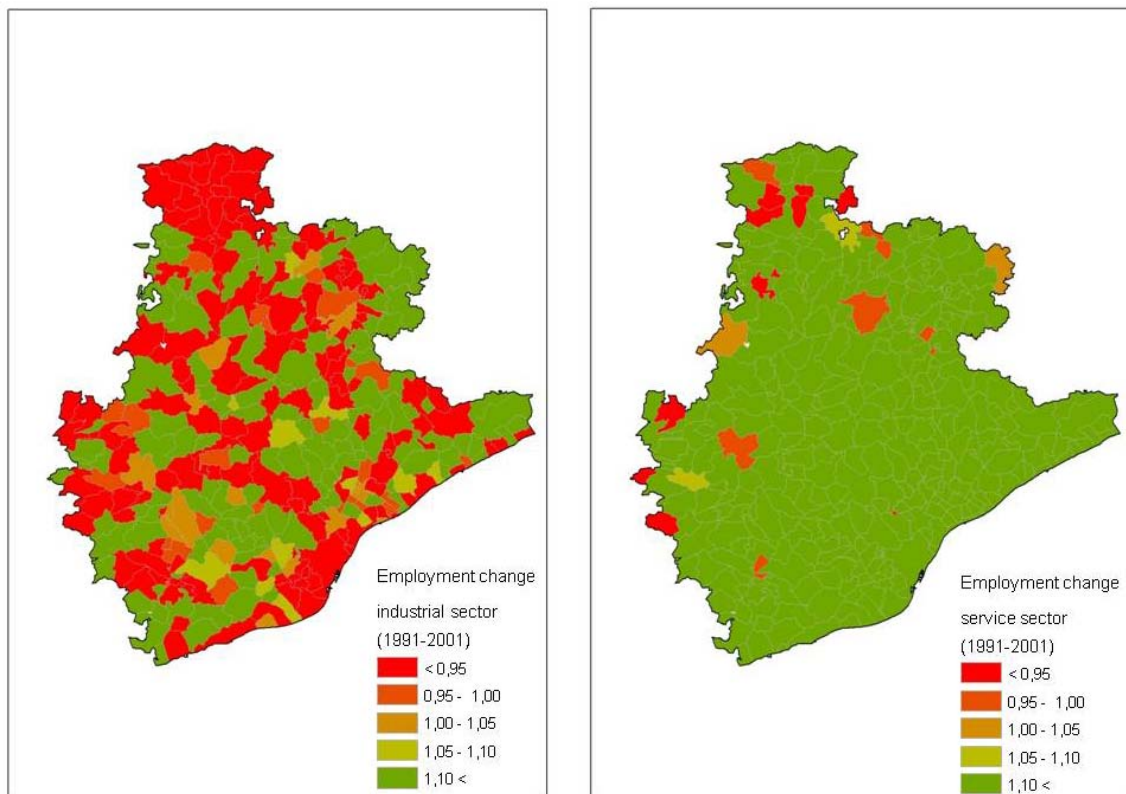 Employment change
industrial sector
(1991-2001)
< 0,95
0,95 - 1,00
1,00 - 1,05
1,05 - 1,10
1,10 <
Employment change
service sector
(1991-2001)
< 0,95
0,95 - 1,00
1,00 - 1,05
1,05 - 1,10
1,10 <